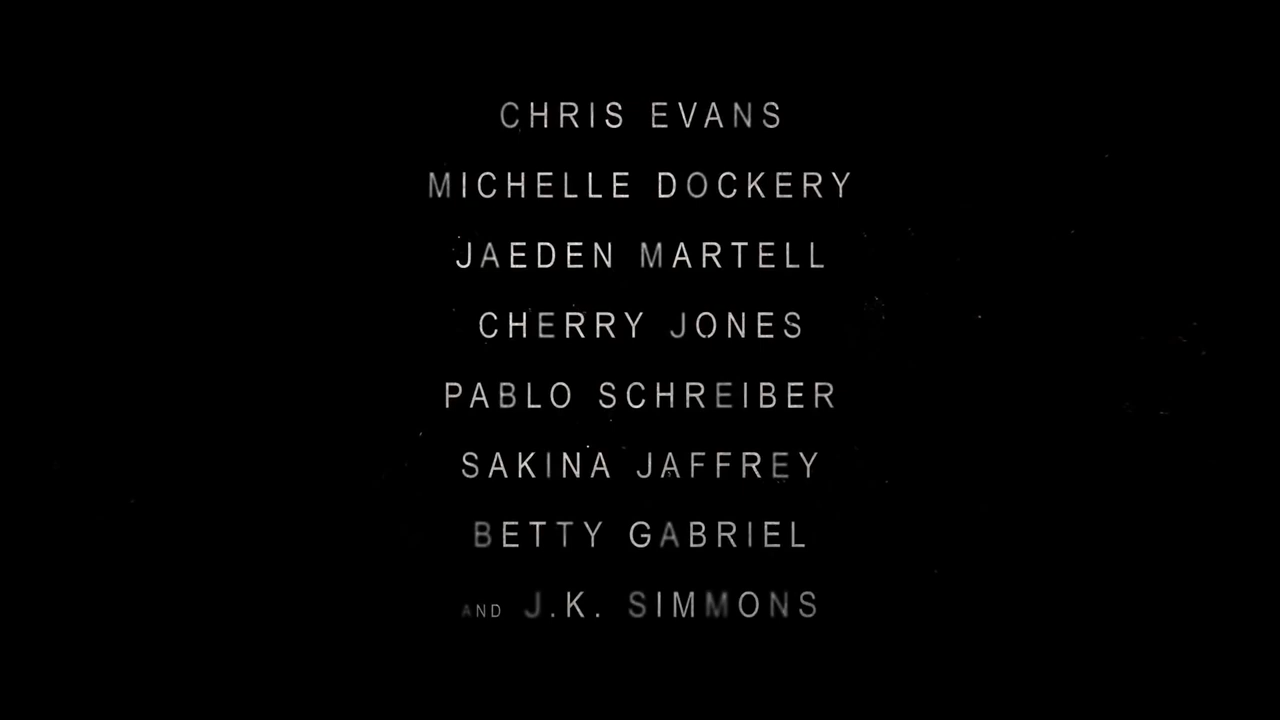 CHRIS EVANS
MICHELLE DOCKERY
JAEDEN MARTELL
CHERRY JONES
PABLO SCHREIBER
SAKINA JAFFREY
BETTY GABRIEL
AND J.K. SIMMONS